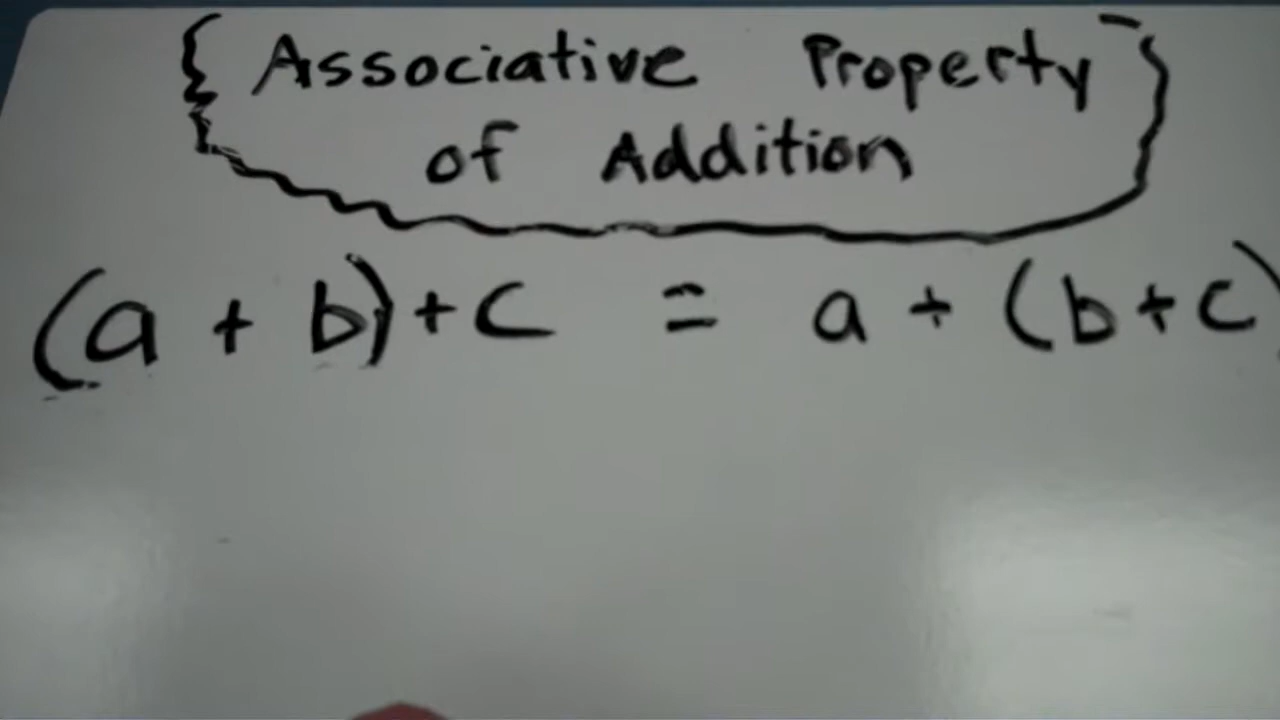 Associative Property
of Addition
(a + b) + c = a + (b + c)